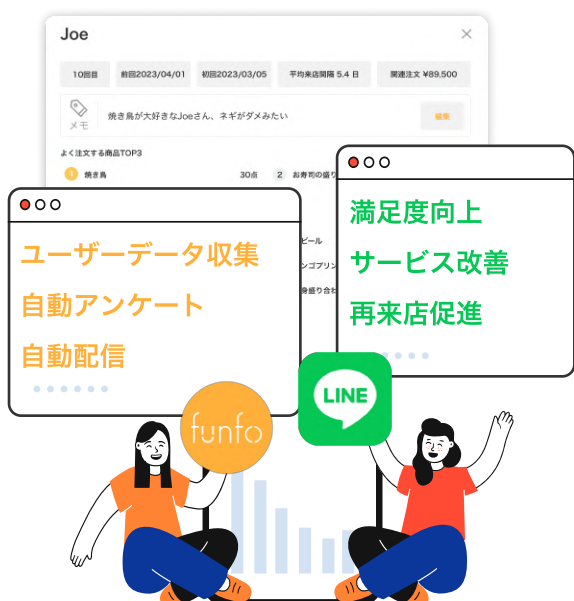 Joe
10回目 前回2023/04/01 初回2023/03/05 平均来店間隔 5.4 日 関連注文 ¥89,500
メモ 焼き鳥が大好きなJoeさん、ネギがダメみたい 編集
よく注文する商品TOP3
1 焼き鳥 30点 2 お寿司の盛り
ビール
ンゴプリン
身盛り合わ
ユーザーデータ収集
自動アンケート
自動配信
満足度向上
サービス改善
再来店促進
funfo
LINE